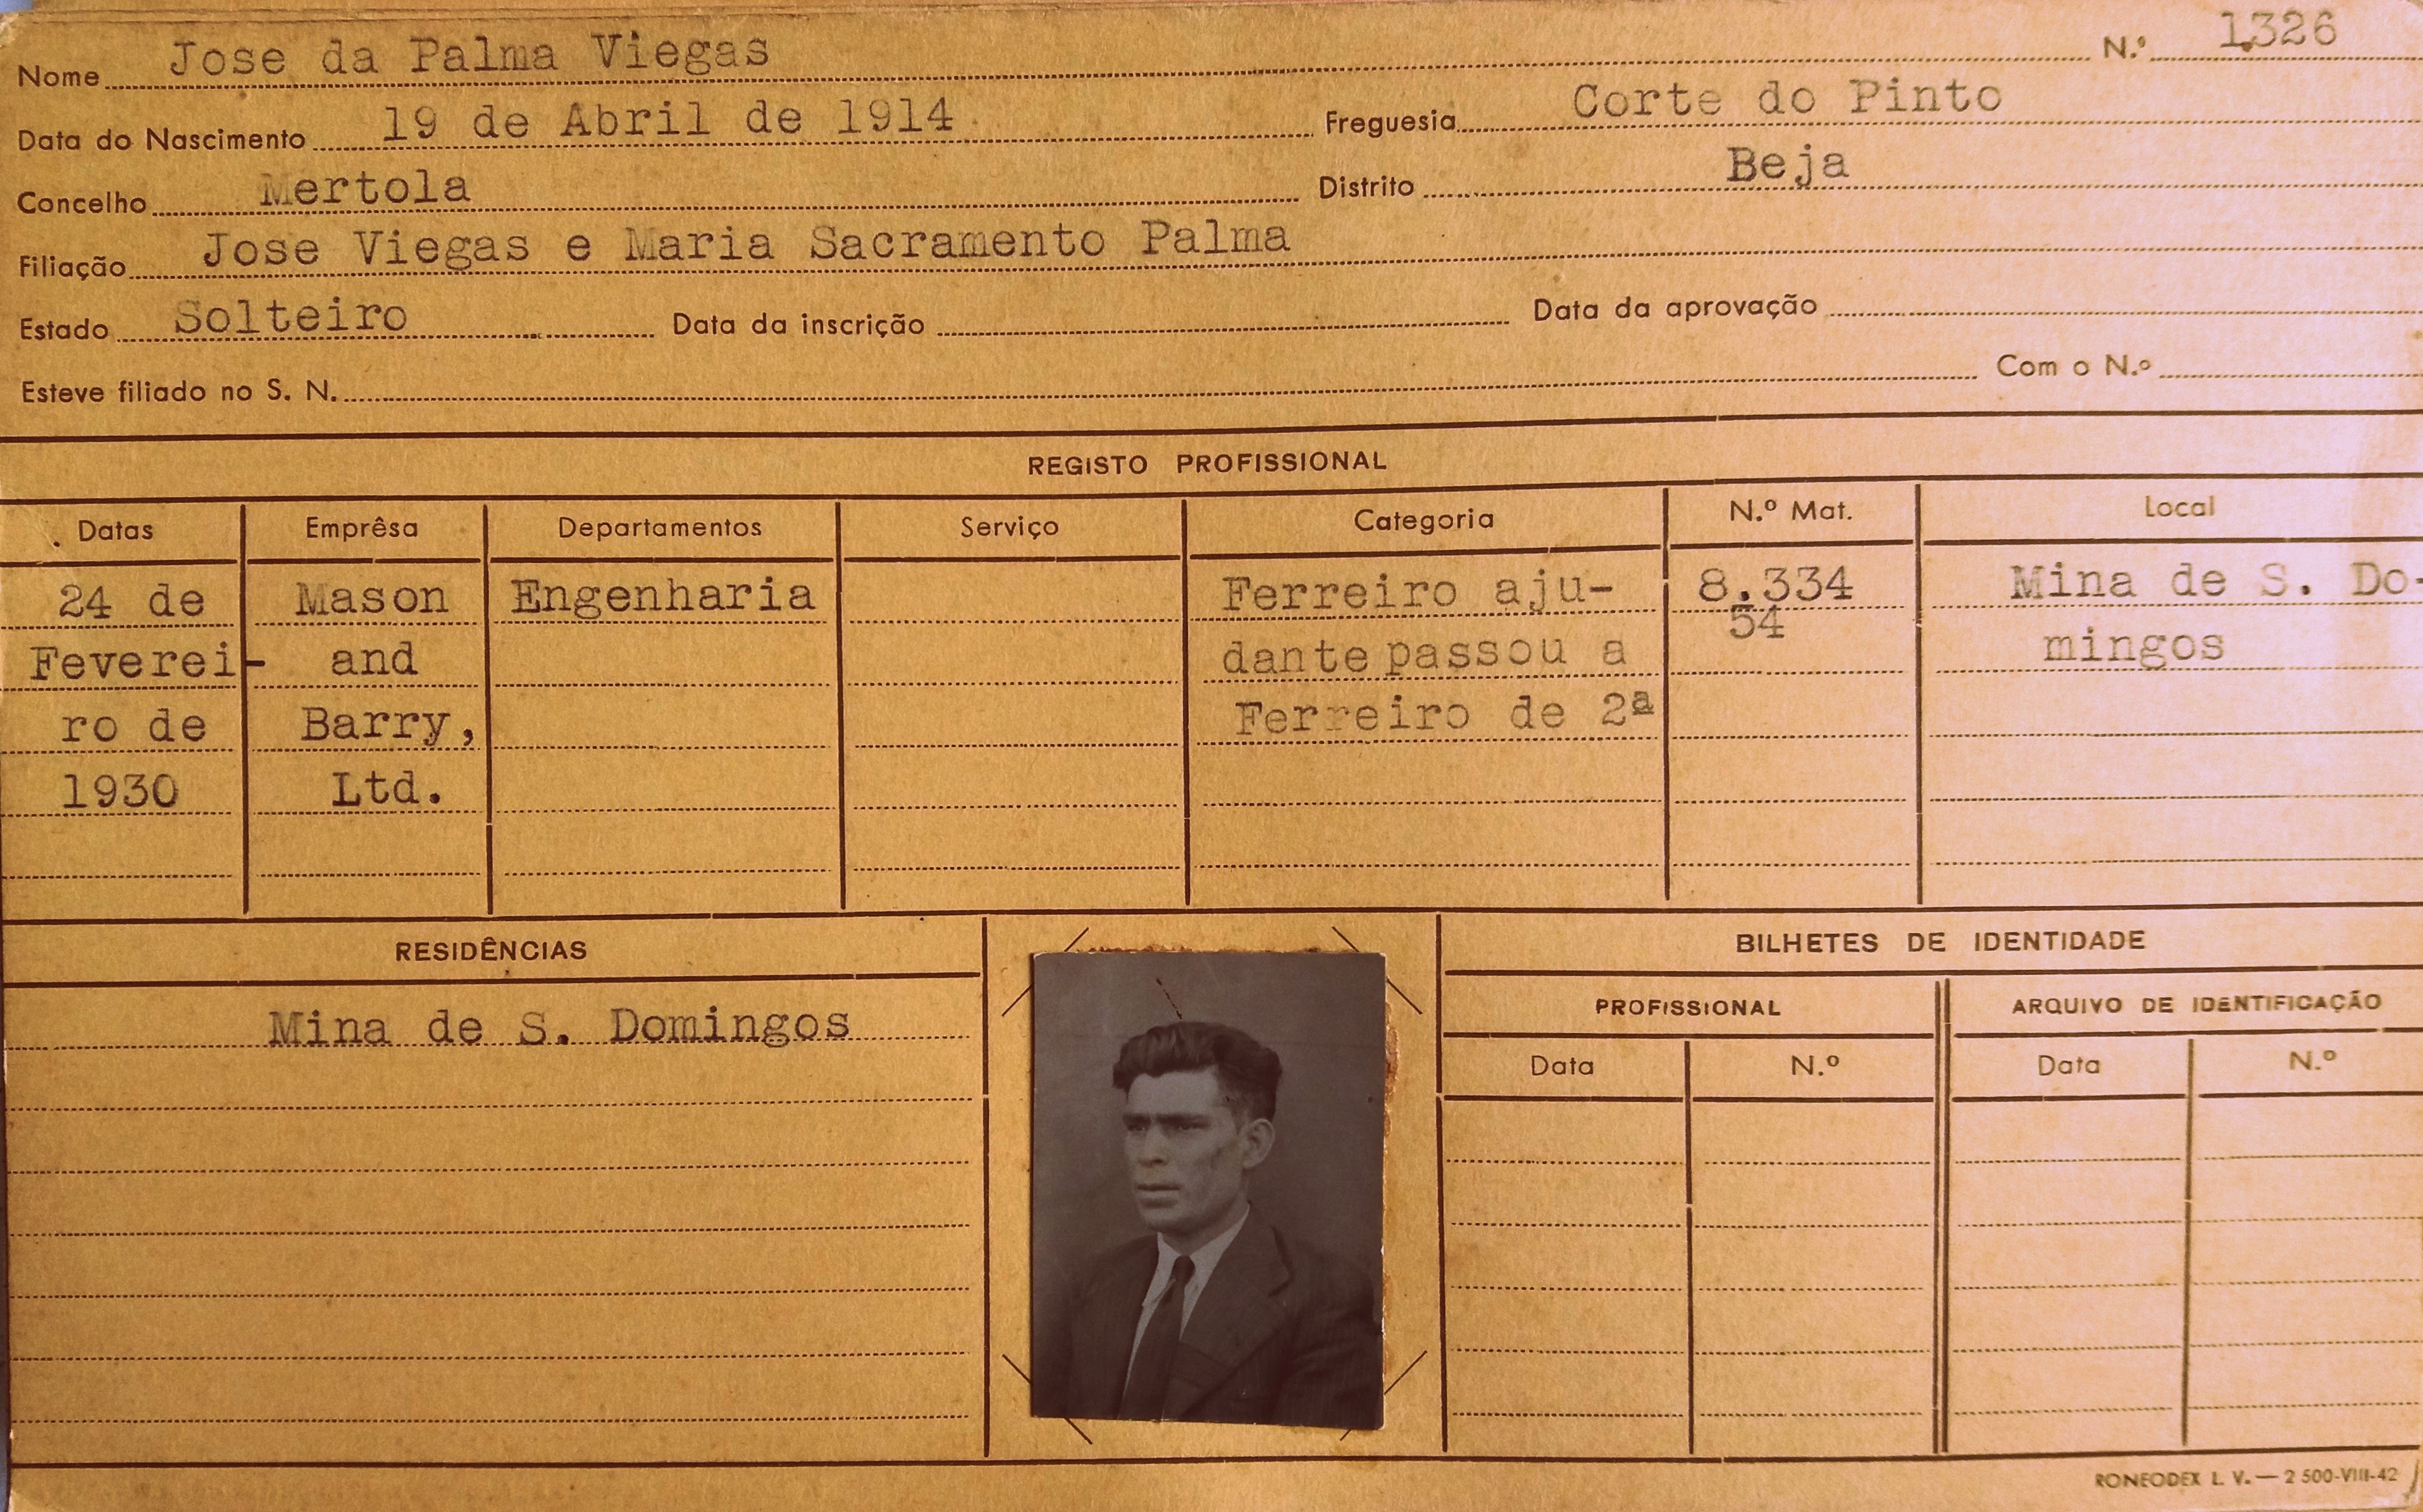 Nome Jose da Palma Viegas N.º 1.326
Data do Nascimento 19 de Abril de 1914 Freguesia Corte do Pinto
Concelho Mertola Distrito Beja
Filiação Jose Viegas e Maria Sacramento Palma
Estado Solteiro Data da inscrição Data da aprovação
Esteve filiado no S. N. Com o N.º
REGISTO PROFISSIONAL
Datas Emprêsa Departamentos Serviço Categoria N.º Mat. Local
24 de Mason Engenharia Ferreiro aju- 8.334 Mina de S. Do-
54
Feverei- and dante passou a mingos
ro de Barry, Ferreiro de 2ª
1930 Ltd.
RESIDÊNCIAS
Mina de S. Domingos
BILHETES DE IDENTIDADE
PROFISSIONAL ARQUIVO DE IDENTIFICAÇÃO
Data N.º Data N.º
RONEODEX L. V. — 2 500-VIII-42